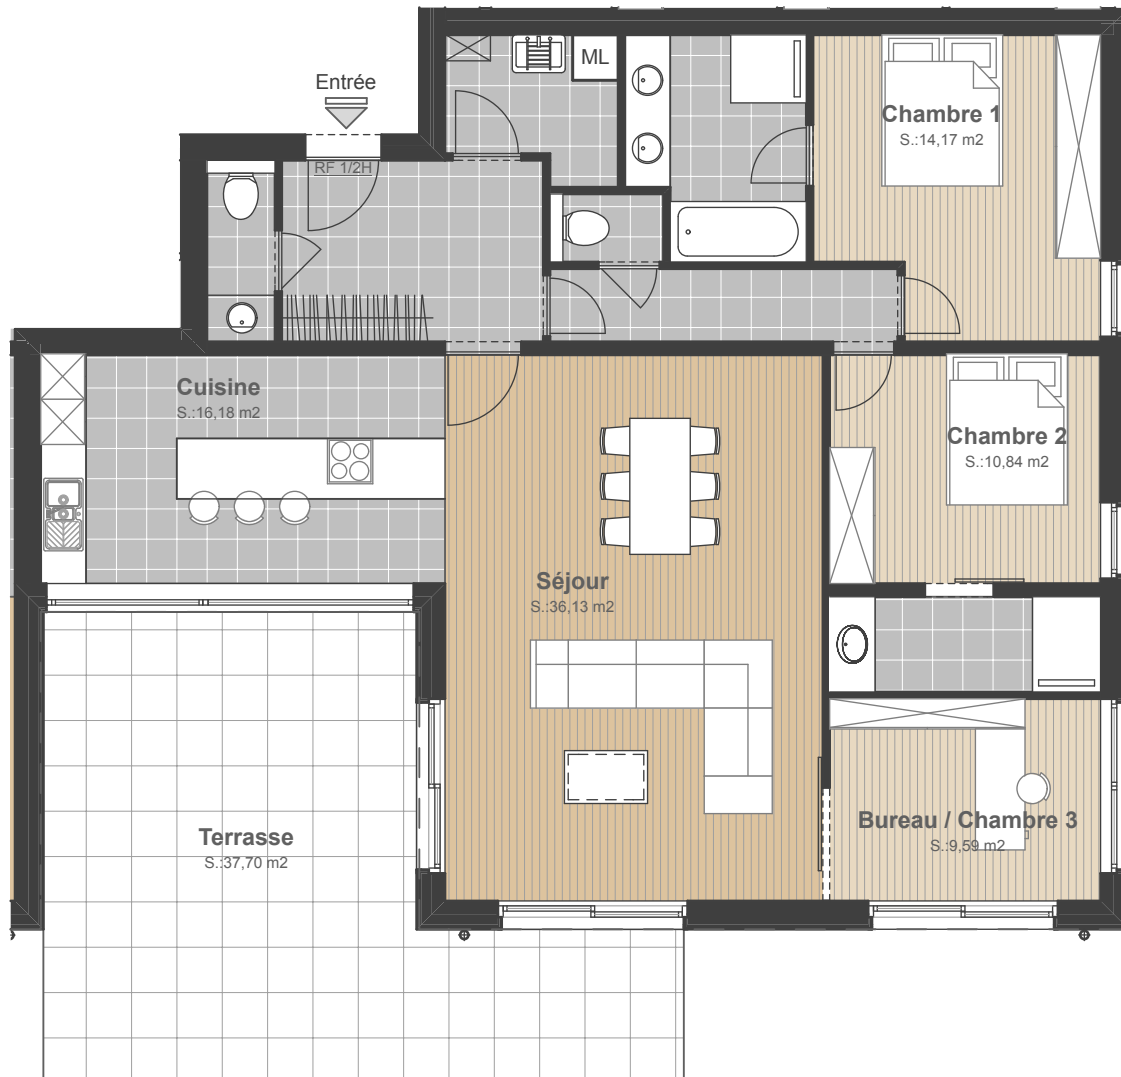 Entrée
ML
RF 1/2H
Chambre 1
S.:14,17 m2
Cuisine
S.:16,18 m2
Chambre 2
S.:10,84 m2
Séjour
S.:36,13 m2
Terrasse
S.:37,70 m2
Bureau / Chambre 3
S.:9,59 m2